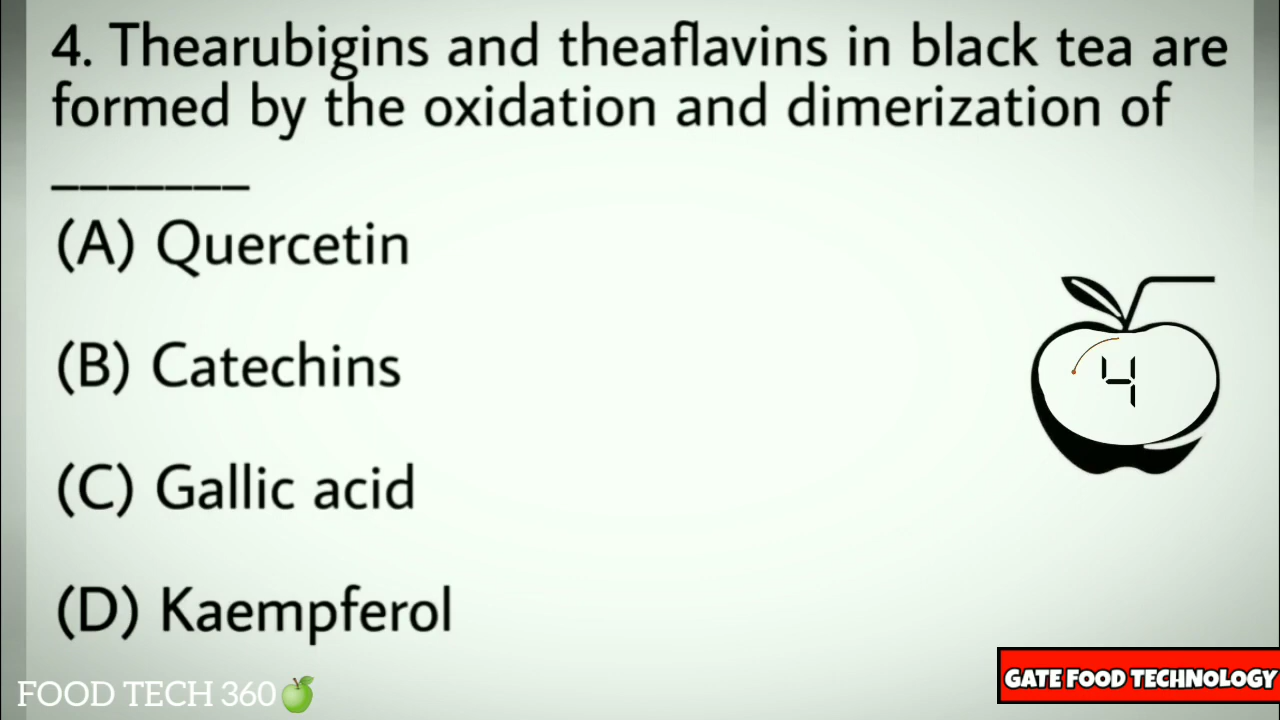 4. Thearubigins and theaflavins in black tea are
formed by the oxidation and dimerization of
_______
(A) Quercetin
(B) Catechins
(C) Gallic acid
(D) Kaempferol
4
FOOD TECH 360🍏
GATE FOOD TECHNOLOGY